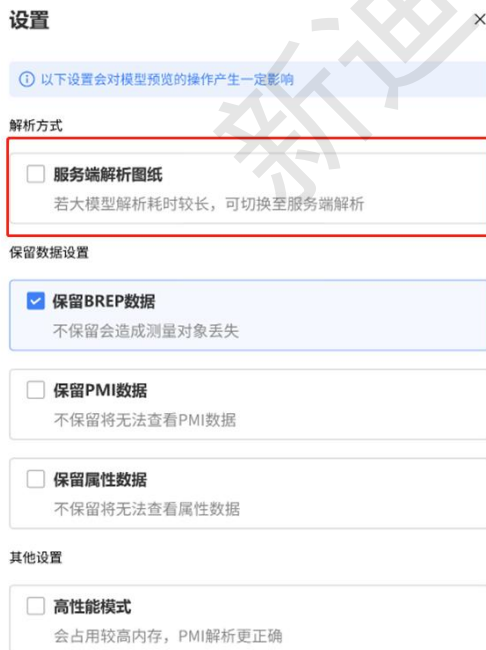 设置
以下设置会对模型预览的操作产生一定影响
解析方式
服务端解析图纸
若大模型解析耗时较长，可切换至服务端解析
保留数据设置
保留BREP数据
不保留会造成测量对象丢失
保留PMI数据
不保留将无法查看PMI数据
保留属性数据
不保留将无法查看属性数据
其他设置
高性能模式
会占用较高内存，PMI解析更正确
新迪